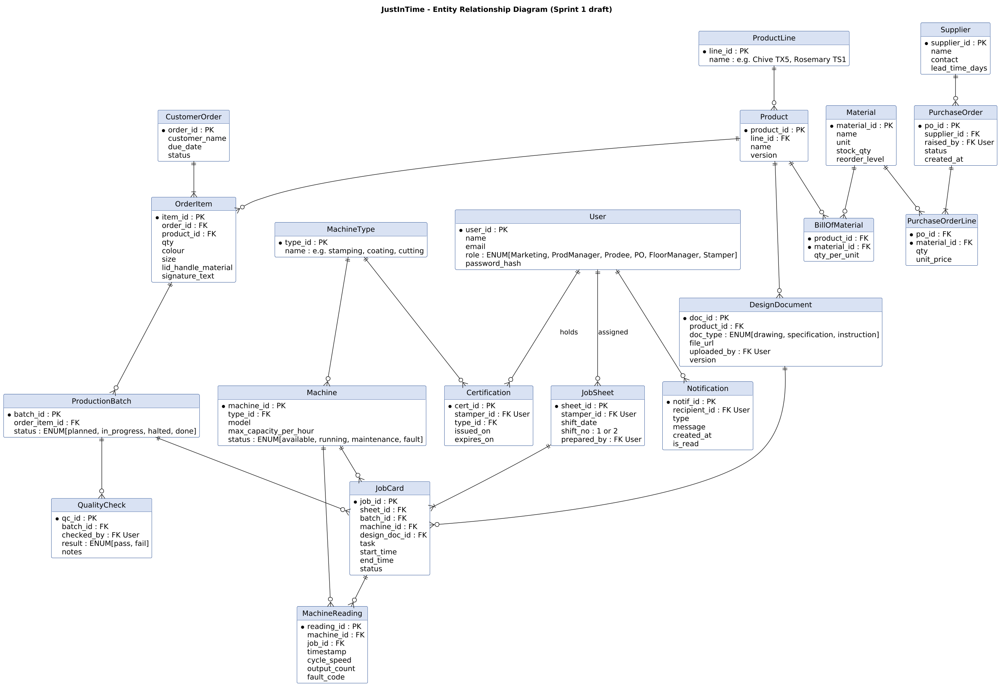 JustInTime - Entity Relationship Diagram (Sprint 1 draft)
Supplier
supplier_id : PK
name
contact
lead_time_days
ProductLine
line_id : PK
name : e.g. Chive TX5, Rosemary TS1
CustomerOrder
order_id : PK
customer_name
due_date
status
Product
product_id : PK
line_id : FK
name
version
Material
material_id : PK
name
unit
stock_qty
reorder_level
PurchaseOrder
po_id : PK
supplier_id : FK
raised_by : FK User
status
created_at
OrderItem
item_id : PK
order_id : FK
product_id : FK
qty
colour
size
lid_handle_material
signature_text
MachineType
type_id : PK
name : e.g. stamping, coating, cutting
User
user_id : PK
name
email
role : ENUM[Marketing, ProdManager, Prodee, PO, FloorManager, Stamper]
password_hash
BillOfMaterial
product_id : FK
material_id : FK
qty_per_unit
PurchaseOrderLine
po_id : FK
material_id : FK
qty
unit_price
holds
assigned
DesignDocument
doc_id : PK
product_id : FK
doc_type : ENUM[drawing, specification, instruction]
file_url
uploaded_by : FK User
version
ProductionBatch
batch_id : PK
order_item_id : FK
status : ENUM[planned, in_progress, halted, done]
Machine
machine_id : PK
type_id : FK
model
max_capacity_per_hour
status : ENUM[available, running, maintenance, fault]
Certification
cert_id : PK
stamper_id : FK User
type_id : FK
issued_on
expires_on
JobSheet
sheet_id : PK
stamper_id : FK User
shift_date
shift_no : 1 or 2
prepared_by : FK User
Notification
notif_id : PK
recipient_id : FK User
type
message
created_at
is_read
QualityCheck
qc_id : PK
batch_id : FK
checked_by : FK User
result : ENUM[pass, fail]
notes
JobCard
job_id : PK
sheet_id : FK
batch_id : FK
machine_id : FK
design_doc_id : FK
task
start_time
end_time
status
MachineReading
reading_id : PK
machine_id : FK
job_id : FK
timestamp
cycle_speed
output_count
fault_code